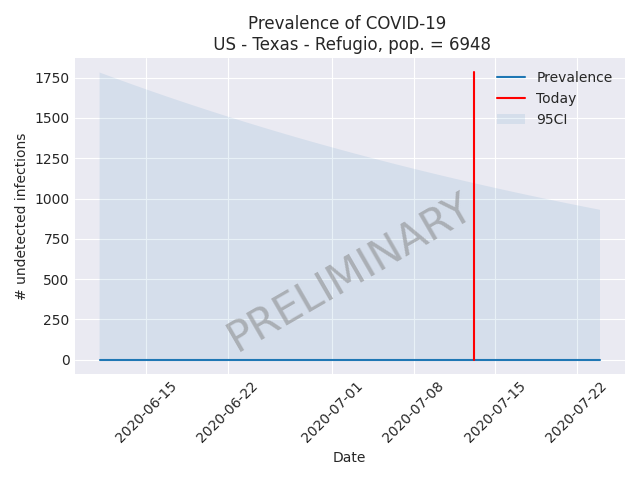 Prevalence of COVID-19
US - Texas - Refugio, pop. = 6948
Prevalence
Today
95CI
1750
1500
1250
1000
750
500
250
0
# undetected infections
PRELIMINARY
2020-06-15
2020-06-22
2020-07-01
2020-07-08
2020-07-15
2020-07-22
Date